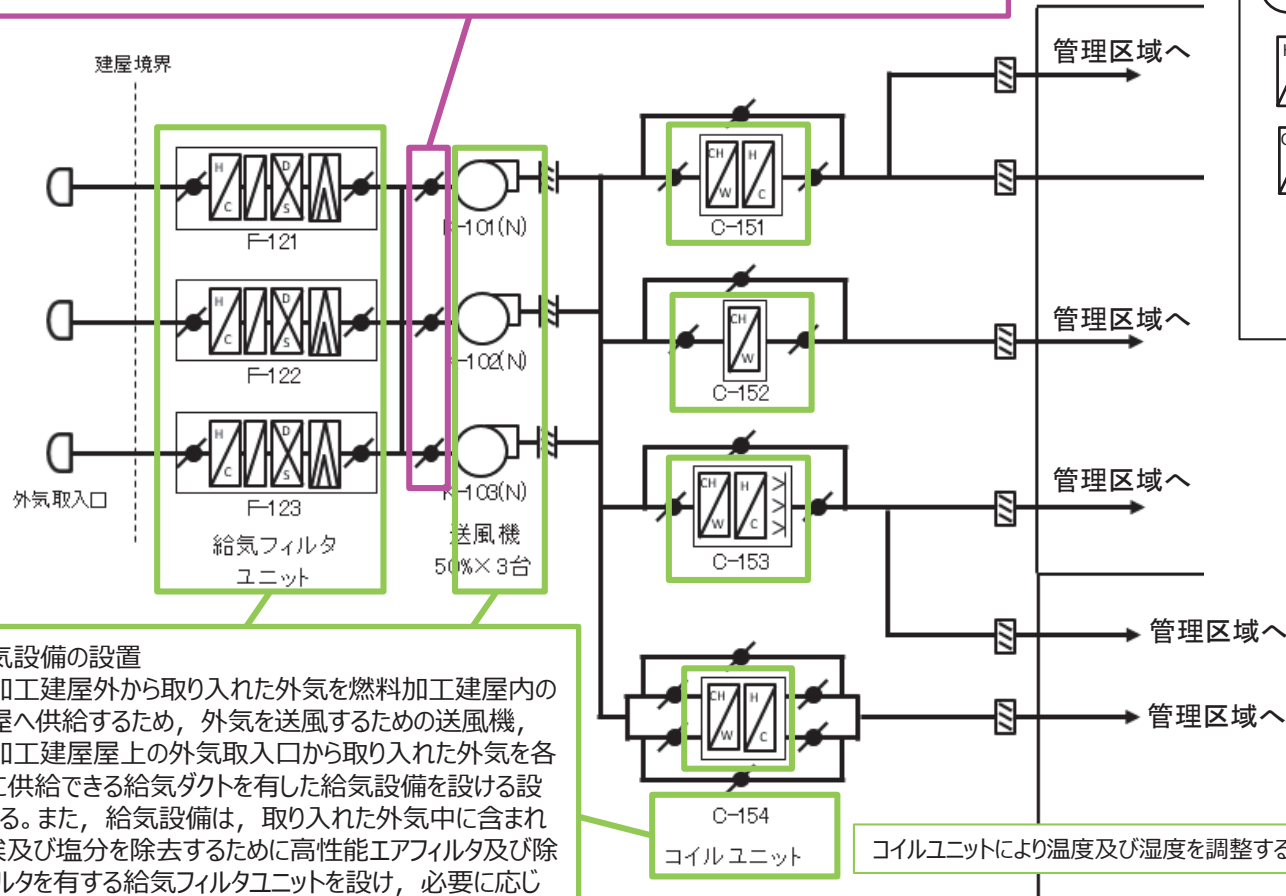 建屋境界
管理区域へ
H
C
D
S
F-121
K-101(N)
CH
W
H
C
C-151
H
C
D
S
F-122
-102(N)
CH
W
C-152
管理区域へ
H
C
D
S
F-123
K-103(N)
CH
W
H
C
C-153
管理区域へ
外気取入口
給気フィルタ
ユニット
送風機
50%×3台
管理区域へ
CH
W
H
C
C-154
コイルユニット
管理区域へ
コイルユニットにより温度及び湿度を調整する
気設備の設置
加工建屋外から取り入れた外気を燃料加工建屋内の
屋へ供給するため，外気を送風するための送風機，
加工建屋屋上の外気取入口から取り入れた外気を各
に供給できる給気ダクトを有した給気設備を設ける設
る。また，給気設備は，取り入れた外気中に含まれ
及び塩分を除去するために高性能エアフィルタ及び除
ルタを有する給気フィルタユニットを設け，必要に応じ